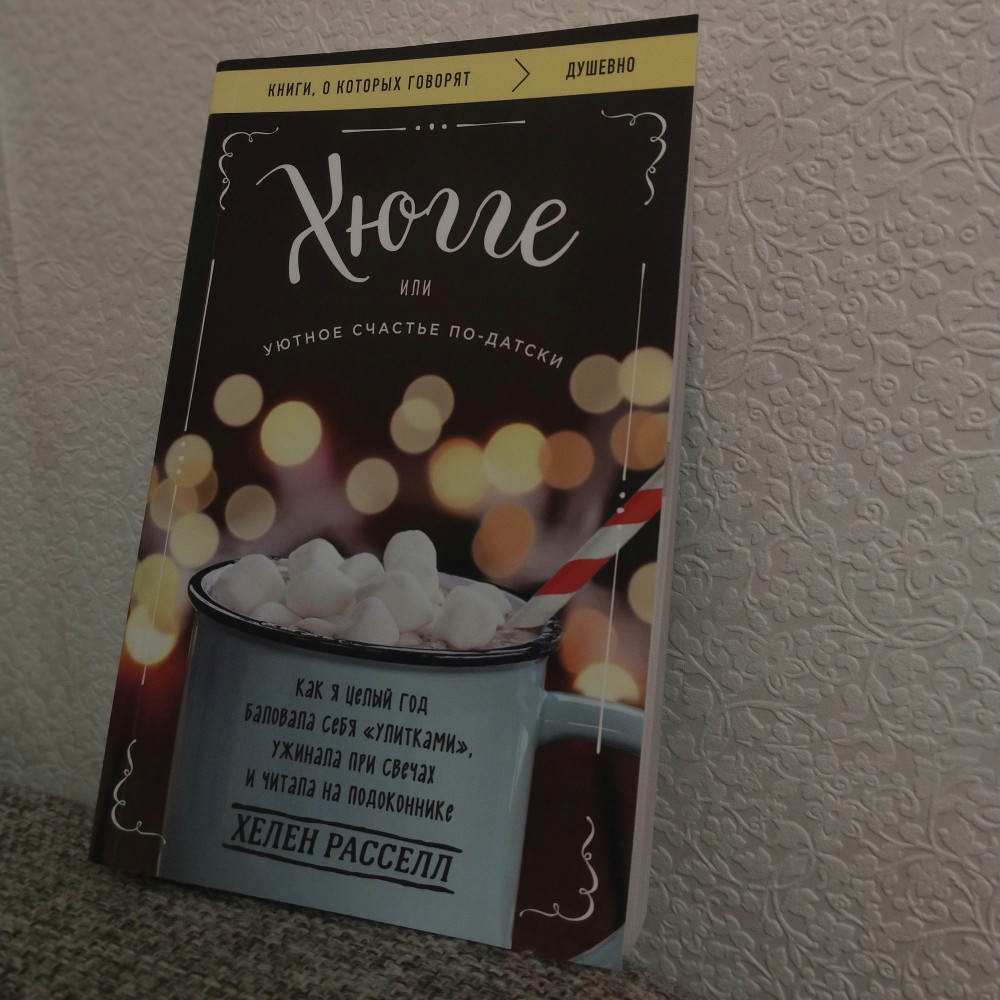 КНИГИ, О КОТОРЫХ ГОВОРЯТ > ДУШЕВНО
Хюгге
ИЛИ
УЮТНОЕ СЧАСТЬЕ ПО-ДАТСКИ
КАК Я ЦЕЛЫЙ ГОД
БАЛОВАЛА СЕБЯ «УЛИТКАМИ»,
УЖИНАЛА ПРИ СВЕЧАХ
И ЧИТАЛА НА ПОДОКОННИКЕ
ХЕЛЕН РАССЕЛЛ